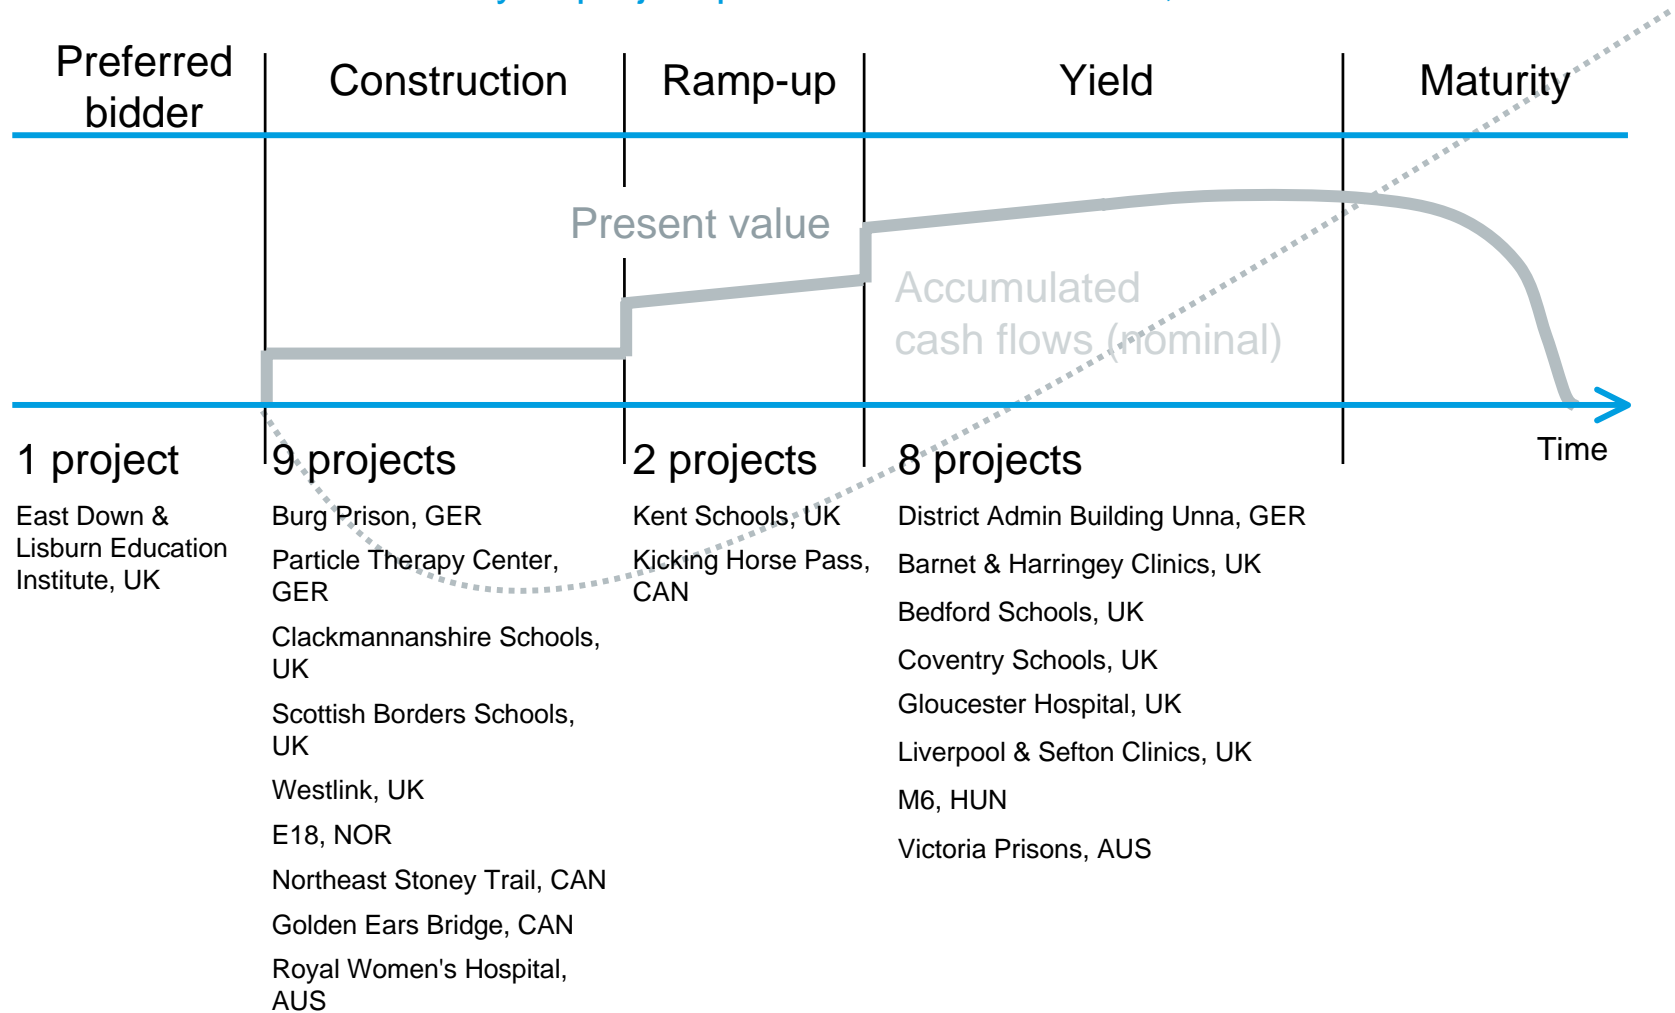 Preferred
bidder
Construction
Ramp-up
Yield
Maturity
Present value
Accumulated
cash flows (nominal)
Time
1 project
East Down &
Lisburn Education
Institute, UK
9 projects
Burg Prison, GER
Particle Therapy Center,
GER
Clackmannanshire Schools,
UK
Scottish Borders Schools,
UK
Westlink, UK
E18, NOR
Northeast Stoney Trail, CAN
Golden Ears Bridge, CAN
Royal Women's Hospital,
AUS
2 projects
Kent Schools, UK
Kicking Horse Pass,
CAN
8 projects
District Admin Building Unna, GER
Barnet & Harringey Clinics, UK
Bedford Schools, UK
Coventry Schools, UK
Gloucester Hospital, UK
Liverpool & Sefton Clinics, UK
M6, HUN
Victoria Prisons, AUS